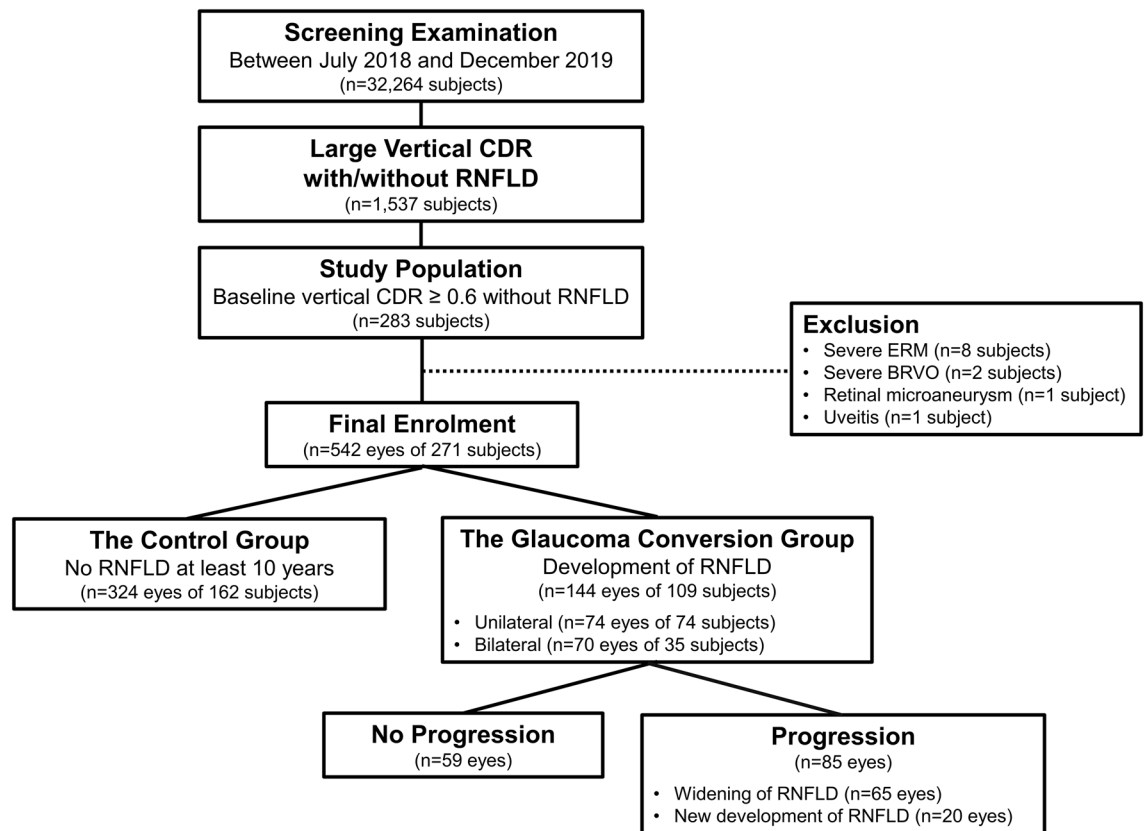 Screening Examination
Between July 2018 and December 2019
(n=32,264 subjects)
Large Vertical CDR
with/without RNFLD
(n=1,537 subjects)
Study Population
Baseline vertical CDR ≥ 0.6 without RNFLD
(n=283 subjects)
Exclusion
• Severe ERM (n=8 subjects)
• Severe BRVO (n=2 subjects)
• Retinal microaneurysm (n=1 subject)
• Uveitis (n=1 subject)
Final Enrolment
(n=542 eyes of 271 subjects)
The Control Group
No RNFLD at least 10 years
(n=324 eyes of 162 subjects)
The Glaucoma Conversion Group
Development of RNFLD
(n=144 eyes of 109 subjects)
• Unilateral (n=74 eyes of 74 subjects)
• Bilateral (n=70 eyes of 35 subjects)
No Progression
(n=59 eyes)
Progression
(n=85 eyes)
• Widening of RNFLD (n=65 eyes)
• New development of RNFLD (n=20 eyes)